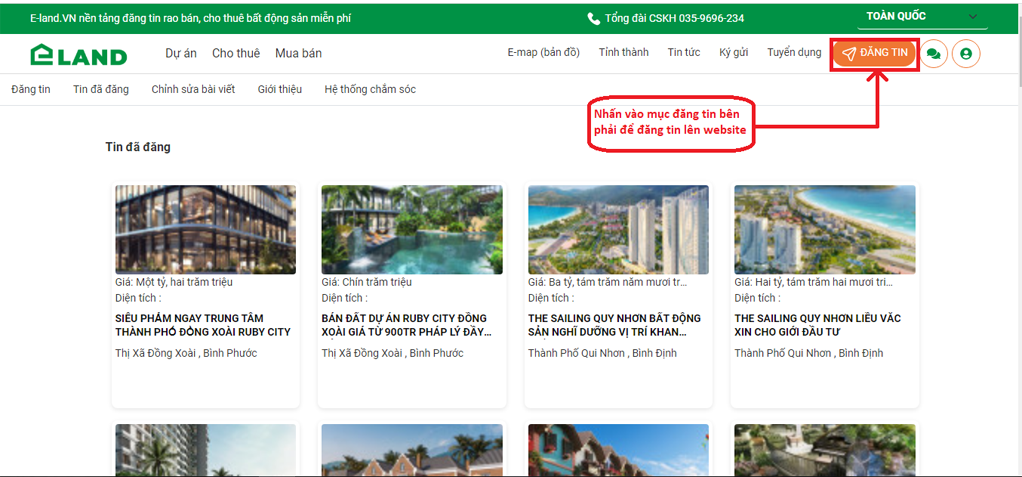 E-land.VN nền tảng đăng tin rao bán, cho thuê bất động sản miễn phí
Tổng đài CSKH 035-9696-234
TOÀN QUỐC
eLAND
Dự án Cho thuê Mua bán
E-map (bản đồ) Tỉnh thành Tin tức Ký gửi Tuyển dụng ĐĂNG TIN
Đăng tin Tin đã đăng Chỉnh sửa bài viết Giới thiệu Hệ thống chấm sóc
Nhấn vào mục đăng tin bên
phải để đăng tin lên website
Tin đã đăng
Giá: Một tỷ, hai trăm triệu
Diện tích :
SIÊU PHẨM NGAY TRUNG TÂM
THÀNH PHỐ ĐỒNG XOÀI RUBY CITY
Thị Xã Đồng Xoài , Bình Phước
Giá: Chín trăm triệu
Diện tích :
BÁN ĐẤT DỰ ÁN RUBY CITY ĐỒNG
XOÀI GIÁ TỪ 900TR PHÁP LÝ ĐẦY...
Thị Xã Đồng Xoài , Bình Phước
Giá: Ba tỷ, tám trăm năm mươi tr...
Diện tích :
THE SAILING QUY NHƠN BẤT ĐỘNG
SẢN NGHĨ DƯỠNG VỊ TRÍ KHAN...
Thành Phố Qui Nhơn , Bình Định
Giá: Hai tỷ, tám trăm hai mươi tri...
Diện tích :
THE SAILING QUY NHƠN LIỀU VẮC
XIN CHO GIỚI ĐẦU TƯ
Thành Phố Qui Nhơn , Bình Định